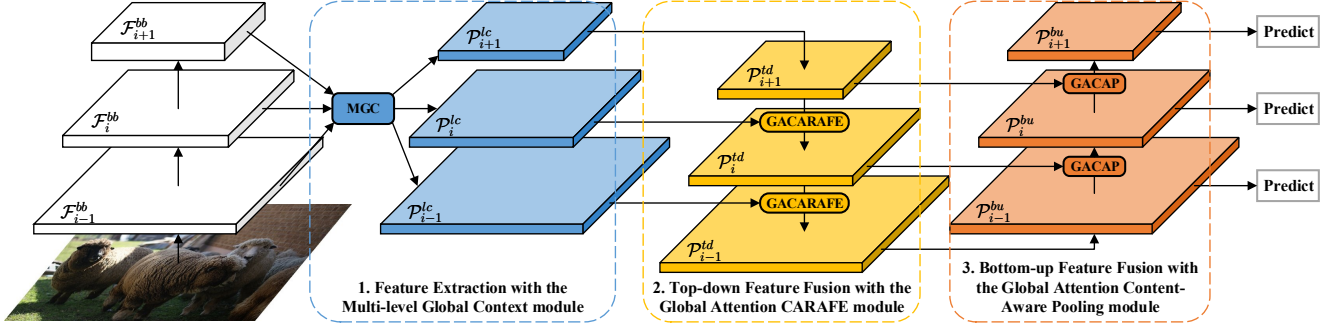 F^{bb}_{i+1}
F^{bb}_{i}
F^{bb}_{i-1}
MGC
P^{lc}_{i+1}
P^{lc}_{i}
P^{lc}_{i-1}
1. Feature Extraction with the
Multi-level Global Context module
P^{td}_{i+1}
GACARAFE
P^{td}_{i}
GACARAFE
P^{td}_{i-1}
2. Top-down Feature Fusion with the
Global Attention CARAFE module
P^{bu}_{i+1}
GACAP
P^{bu}_{i}
GACAP
P^{bu}_{i-1}
3. Bottom-up Feature Fusion with
the Global Attention Content-
Aware Pooling module
Predict
Predict
Predict